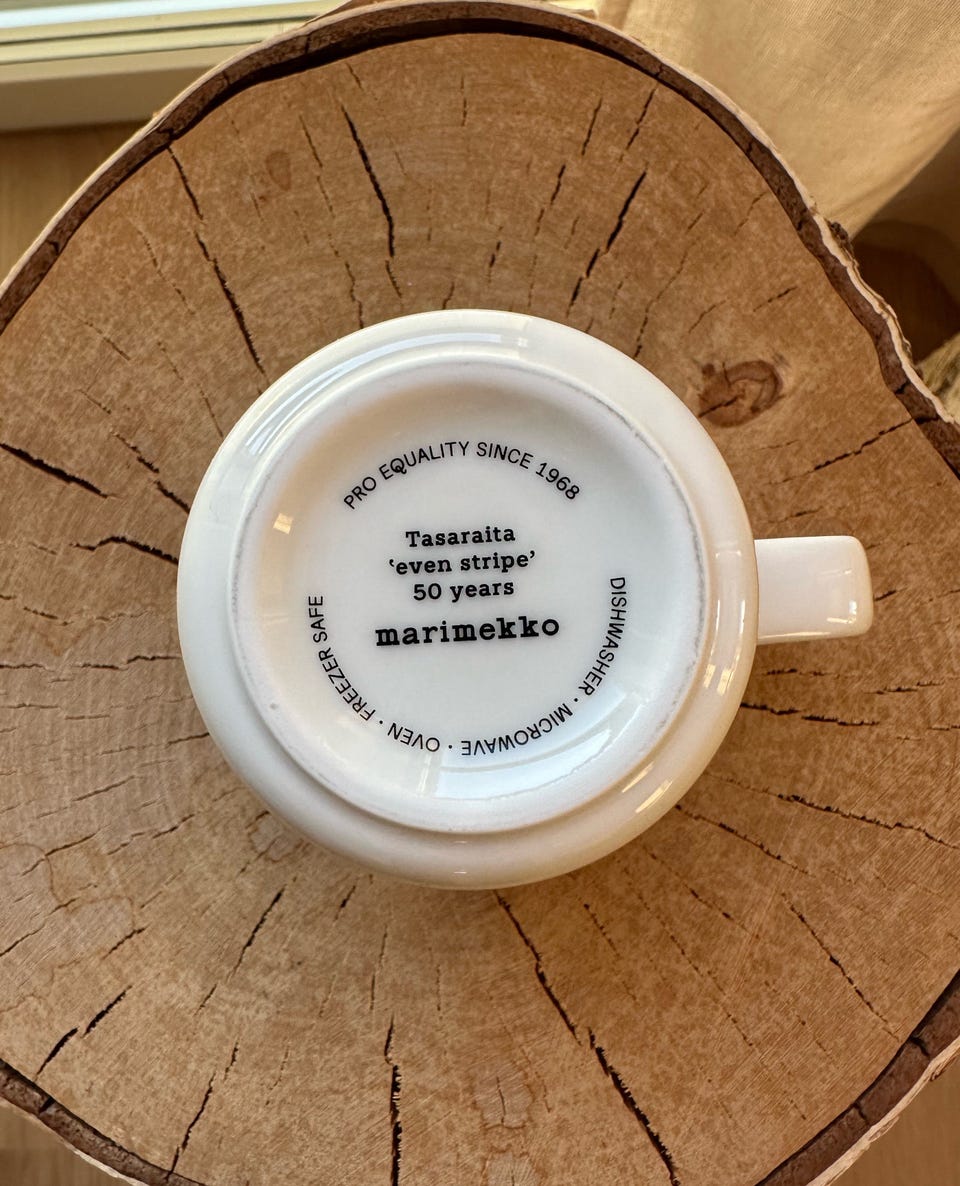 PRO EQUALITY SINCE 1968
Tasaraita
‘even stripe’
50 years
marimekko
DISHWASHER · MICROWAVE · OVEN · FREEZER SAFE